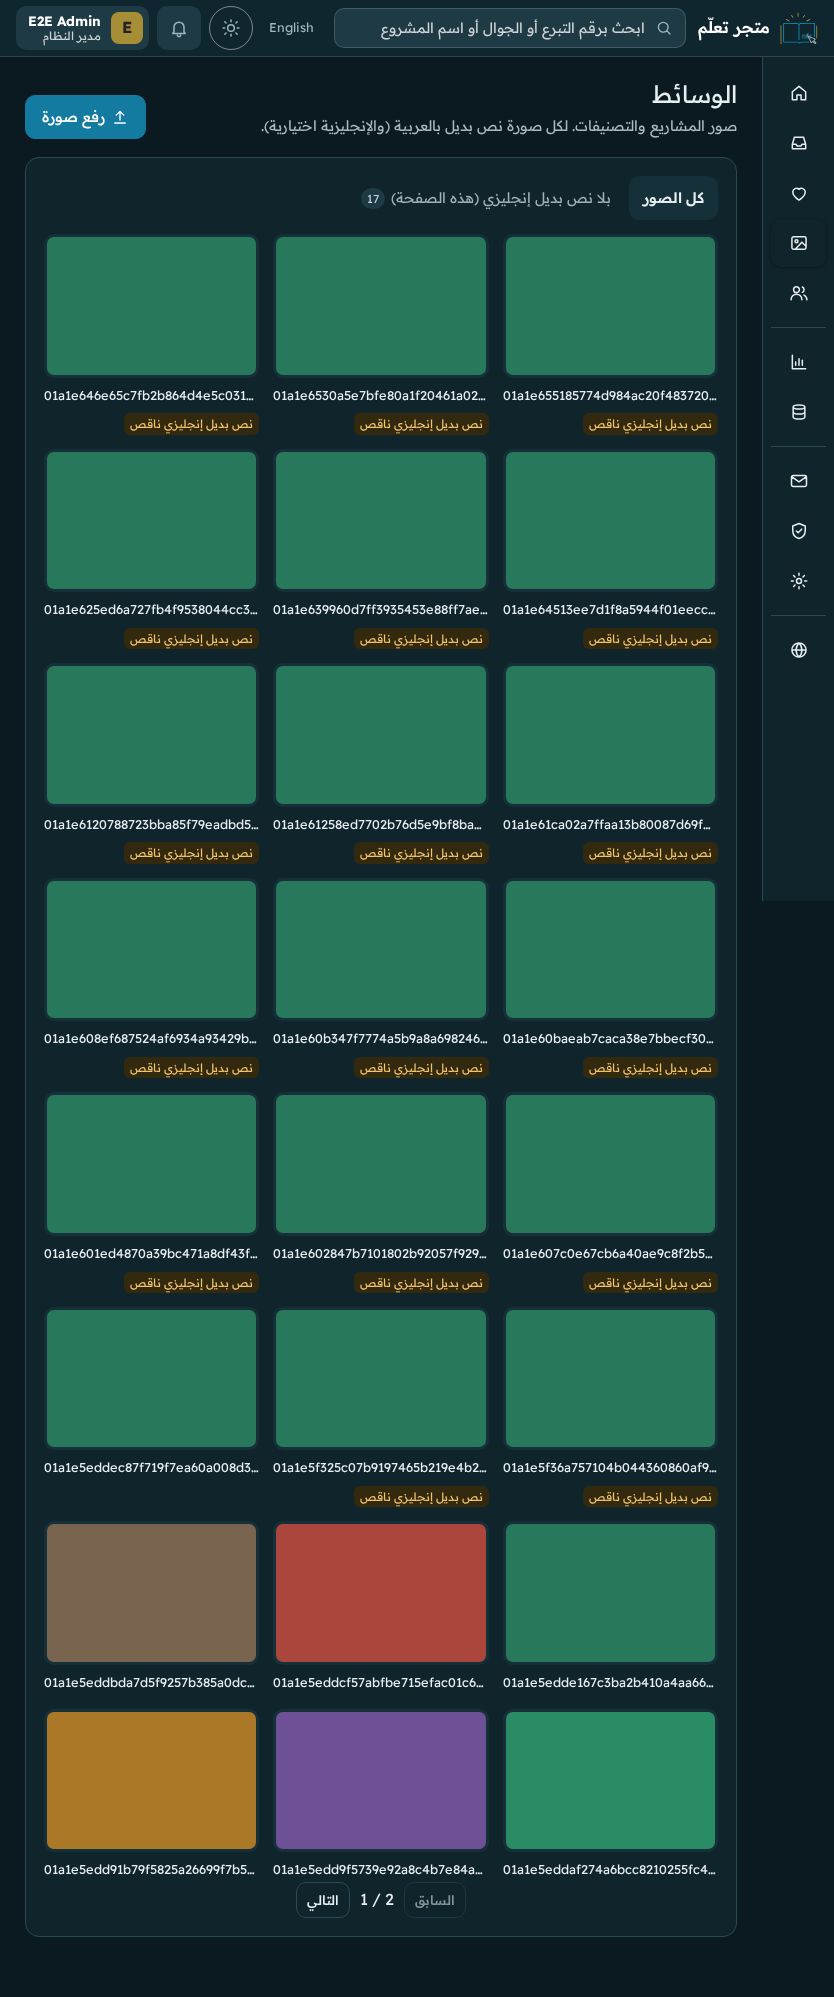 متجر تعلّم
ابحث برقم التبرع أو الجوال أو اسم المشروع
English
E2E Admin
مدير النظام
E
الوسائط
صور المشاريع والتصنيفات. لكل صورة نص بديل بالعربية (والإنجليزية اختيارية).
رفع صورة
كل الصور
بلا نص بديل إنجليزي (هذه الصفحة) 17
01a1e655185774d984ac20f483720…
01a1e6530a5e7bfe80a1f20461a02…
01a1e646e65c7fb2b864d4e5c031…
نص بديل إنجليزي ناقص
نص بديل إنجليزي ناقص
نص بديل إنجليزي ناقص
01a1e64513ee7d1f8a5944f01eecc…
01a1e639960d7ff3935453e88ff7ae…
01a1e625ed6a727fb4f9538044cc3…
نص بديل إنجليزي ناقص
نص بديل إنجليزي ناقص
نص بديل إنجليزي ناقص
01a1e61ca02a7ffaa13b80087d69f…
01a1e61258ed7702b76d5e9bf8ba…
01a1e6120788723bba85f79eadbd5…
نص بديل إنجليزي ناقص
نص بديل إنجليزي ناقص
نص بديل إنجليزي ناقص
01a1e60baeab7caca38e7bbecf30…
01a1e60b347f7774a5b9a8a698246…
01a1e608ef687524af6934a93429b…
نص بديل إنجليزي ناقص
نص بديل إنجليزي ناقص
نص بديل إنجليزي ناقص
01a1e607c0e67cb6a40ae9c8f2b5…
01a1e602847b7101802b92057f929…
01a1e601ed4870a39bc471a8df43f…
نص بديل إنجليزي ناقص
نص بديل إنجليزي ناقص
نص بديل إنجليزي ناقص
01a1e5f36a757104b044360860af9…
01a1e5f325c07b9197465b219e4b2…
01a1e5eddec87f719f7ea60a008d3…
نص بديل إنجليزي ناقص
نص بديل إنجليزي ناقص
01a1e5edde167c3ba2b410a4aa66…
01a1e5eddcf57abfbe715efac01c6…
01a1e5eddbda7d5f9257b385a0dc…
01a1e5eddaf274a6bcc8210255fc4…
01a1e5edd9f5739e92a8c4b7e84a…
01a1e5edd91b79f5825a26699f7b5…
السابق
1 / 2
التالي